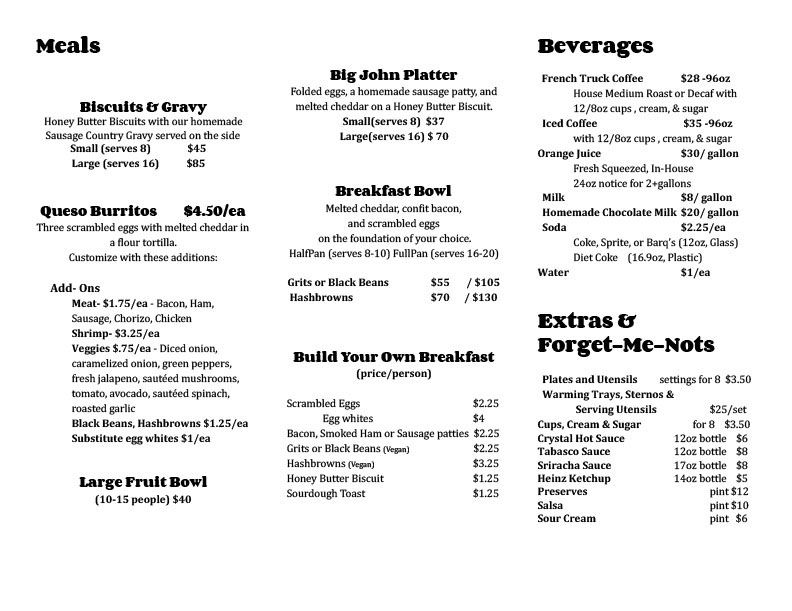 Meals
Biscuits & Gravy
Honey Butter Biscuits with our homemade
Sausage Country Gravy served on the side
Small (serves 8) $45
Large (serves 16) $85
Queso Burritos $4.50/ea
Three scrambled eggs with melted cheddar in
a flour tortilla.
Customize with these additions:
Add- Ons
Meat- $1.75/ea - Bacon, Ham,
Sausage, Chorizo, Chicken
Shrimp- $3.25/ea
Veggies $.75/ea - Diced onion,
caramelized onion, green peppers,
fresh jalapeno, sautéed mushrooms,
tomato, avocado, sautéed spinach,
roasted garlic
Black Beans, Hashbrowns $1.25/ea
Substitute egg whites $1/ea
Large Fruit Bowl
(10-15 people) $40
Big John Platter
Folded eggs, a homemade sausage patty, and
melted cheddar on a Honey Butter Biscuit.
Small(serves 8) $37
Large(serves 16) $ 70
Breakfast Bowl
Melted cheddar, confit bacon,
and scrambled eggs
on the foundation of your choice.
HalfPan (serves 8-10) FullPan (serves 16-20)
Grits or Black Beans $55 / $105
Hashbrowns $70 / $130
Build Your Own Breakfast
(price/person)
Scrambled Eggs $2.25
Egg whites $4
Bacon, Smoked Ham or Sausage patties $2.25
Grits or Black Beans (Vegan) $2.25
Hashbrowns (Vegan) $3.25
Honey Butter Biscuit $1.25
Sourdough Toast $1.25
Beverages
French Truck Coffee $28 -96oz
House Medium Roast or Decaf with
12/8oz cups , cream, & sugar
Iced Coffee $35 -96oz
with 12/8oz cups , cream, & sugar
Orange Juice $30/ gallon
Fresh Squeezed, In-House
24oz notice for 2+gallons
Milk $8/ gallon
Homemade Chocolate Milk $20/ gallon
Soda $2.25/ea
Coke, Sprite, or Barq's (12oz, Glass)
Diet Coke (16.9oz, Plastic)
Water $1/ea
Extras &
Forget-Me-Nots
Plates and Utensils settings for 8 $3.50
Warming Trays, Sternos &
Serving Utensils $25/set
Cups, Cream & Sugar for 8 $3.50
Crystal Hot Sauce 12oz bottle $6
Tabasco Sauce 12oz bottle $8
Sriracha Sauce 17oz bottle $8
Heinz Ketchup 14oz bottle $5
Preserves pint $12
Salsa pint $10
Sour Cream pint $6